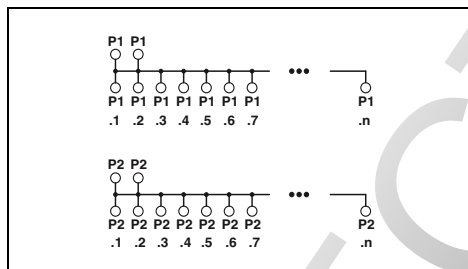 P1 P1
•••
P1 P1 P1 P1 P1 P1 P1 P1
.1 .2 .3 .4 .5 .6 .7 .n
P2 P2
•••
P2 P2 P2 P2 P2 P2 P2 P2
.1 .2 .3 .4 .5 .6 .7 .n